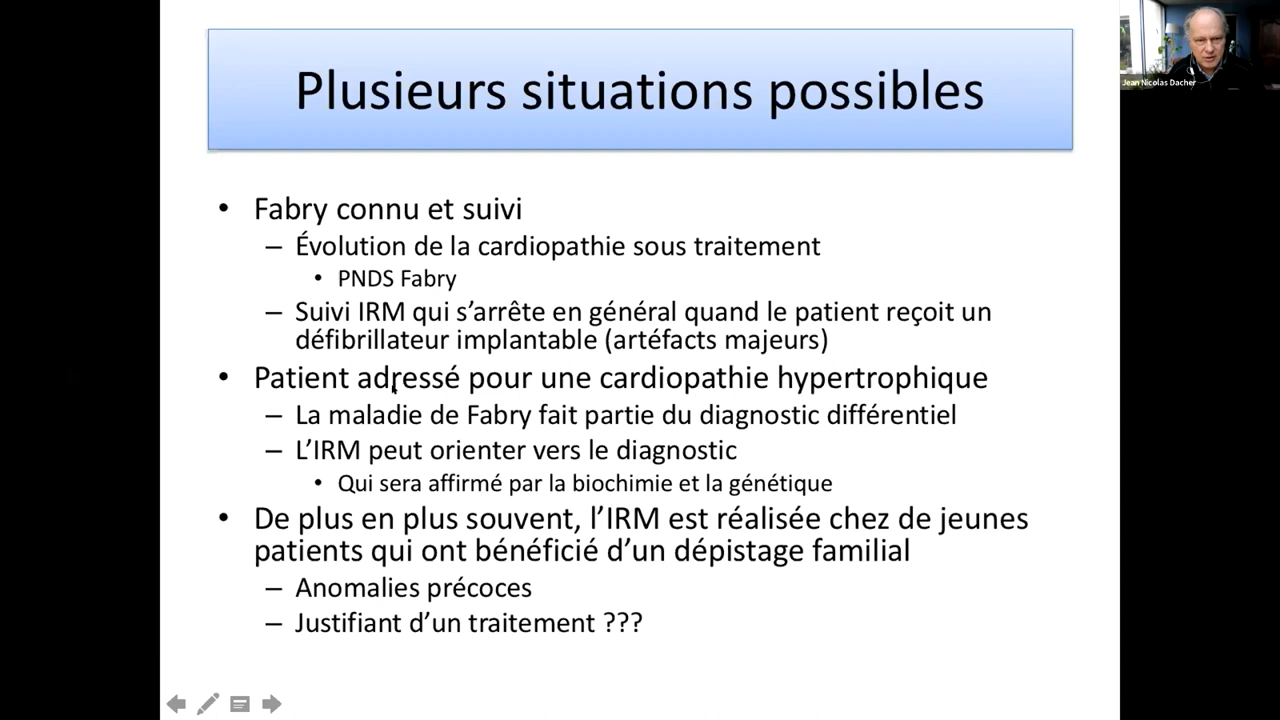 Plusieurs situations possibles
Jean Nicolas Dacher
• Fabry connu et suivi
– Évolution de la cardiopathie sous traitement
• PNDS Fabry
– Suivi IRM qui s’arrête en général quand le patient reçoit un
défibrillateur implantable (artéfacts majeurs)
• Patient adressé pour une cardiopathie hypertrophique
– La maladie de Fabry fait partie du diagnostic différentiel
– L’IRM peut orienter vers le diagnostic
• Qui sera affirmé par la biochimie et la génétique
• De plus en plus souvent, l’IRM est réalisée chez de jeunes
patients qui ont bénéficié d’un dépistage familial
– Anomalies précoces
– Justifiant d’un traitement ???